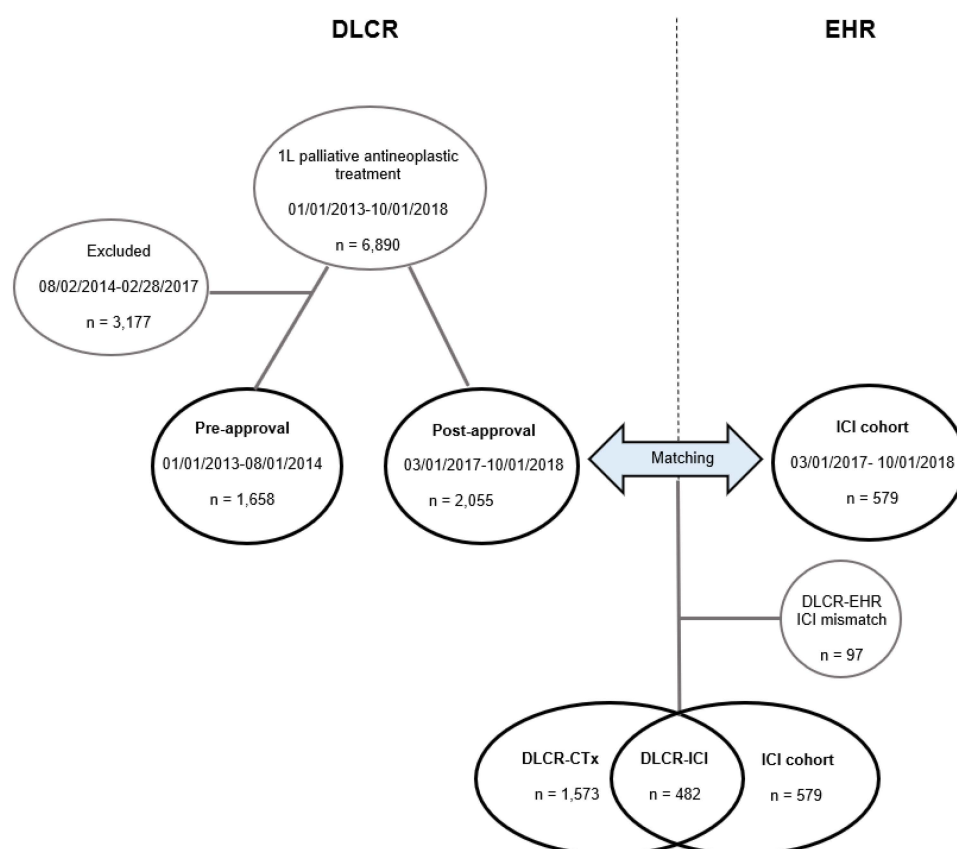 DLCR
EHR
1L palliative antineoplastic
treatment
01/01/2013-10/01/2018
n = 6,890
Excluded
08/02/2014-02/28/2017
n = 3,177
Pre-approval
01/01/2013-08/01/2014
n = 1,658
Post-approval
03/01/2017-10/01/2018
n = 2,055
Matching
ICI cohort
03/01/2017- 10/01/2018
n = 579
DLCR-EHR
ICI mismatch
n = 97
DLCR-CTx
n = 1,573
DLCR-ICI
n = 482
ICI cohort
n = 579